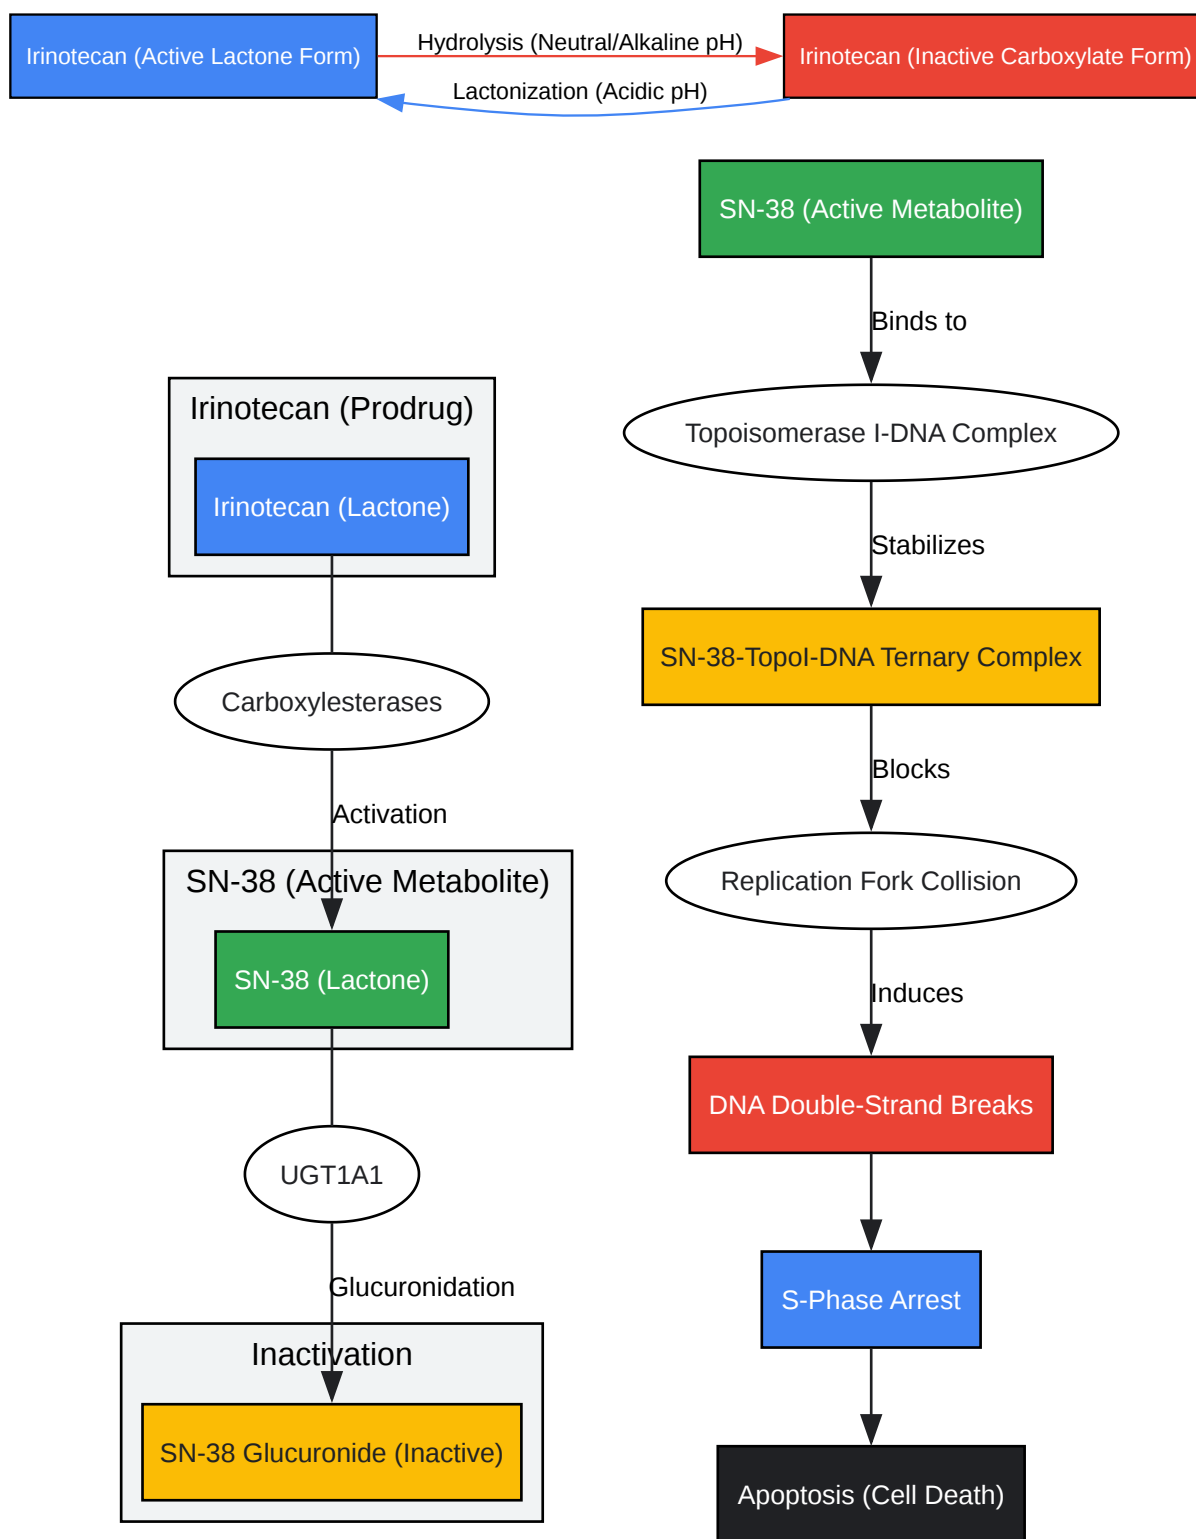 Irinotecan (Active Lactone Form)
Hydrolysis (Neutral/Alkaline pH)
Irinotecan (Inactive Carboxylate Form)
Lactonization (Acidic pH)
Irinotecan (Prodrug)
Irinotecan (Lactone)
Carboxylesterases
Activation
SN-38 (Active Metabolite)
SN-38 (Lactone)
UGT1A1
Glucuronidation
Inactivation
SN-38 Glucuronide (Inactive)
SN-38 (Active Metabolite)
Binds to
Topoisomerase I-DNA Complex
Stabilizes
SN-38-TopoI-DNA Ternary Complex
Blocks
Replication Fork Collision
Induces
DNA Double-Strand Breaks
S-Phase Arrest
Apoptosis (Cell Death)